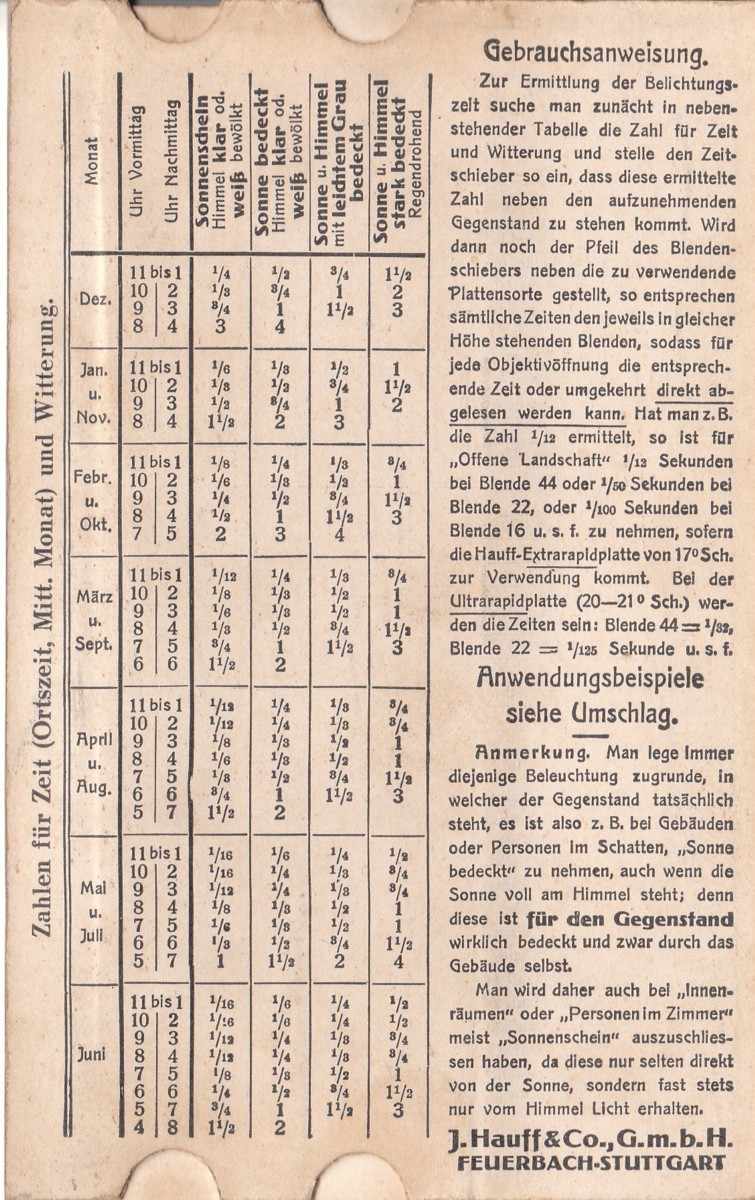 Zahlen für Zeit (Ortszeit, Mitt. Monat) und Witterung.
Monat
Uhr Vormittag
Uhr Nachmittag
Sonnenschein
Himmel klar od.
weiß bewölkt
Sonne bedeckt
Himmel klar od.
weiß bewölkt
Sonne u. Himmel
mit leichtem Grau
bedeckt
Sonne u. Himmel
stark bedeckt
Regendrohend
Dez.
11 bis 1 1/4 1/2 3/4 1 1/2
10 2 1/3 3/4 1 2
9 3 3/4 1 1 1/2 3
8 4 3 4
Jan.
u.
Nov.
11 bis 1 1/6 1/3 1/2 1
10 2 1/3 1/2 3/4 1 1/2
9 3 1/2 3/4 1 2
8 4 1 1/2 2 3
Febr.
u.
Okt.
11 bis 1 1/8 1/4 1/3 3/4
10 2 1/6 1/3 1/2 1
9 3 1/4 1/2 3/4 1 1/2
8 4 1/2 1 1 1/2 3
7 5 2 3 4
März
u.
Sept.
11 bis 1 1/12 1/4 1/3 3/4
10 2 1/8 1/3 1/2 1
9 3 1/6 1/3 1/2 1
8 4 1/3 1/2 3/4 1 1/2
7 5 3/4 1 1 1/2 3
6 6 1 1/2 2
April
u.
Aug.
11 bis 1 1/12 1/4 1/3 3/4
10 2 1/12 1/4 1/3 3/4
9 3 1/8 1/3 1/2 1
8 4 1/6 1/3 1/2 1
7 5 1/3 1/2 3/4 1 1/2
6 6 3/4 1 1 1/2 3
5 7 1 1/2 2
Mai
u.
Juli
11 bis 1 1/16 1/6 1/4 1/2
10 2 1/16 1/4 1/3 3/4
9 3 1/12 1/4 1/3 3/4
8 4 1/8 1/3 1/2 1
7 5 1/6 1/3 1/2 1
6 6 1/3 1/2 3/4 1 1/2
5 7 1 1 1/2 2 4
Juni
11 bis 1 1/16 1/6 1/4 1/2
10 2 1/16 1/6 1/4 1/2
9 3 1/12 1/4 1/3 3/4
8 4 1/12 1/4 1/3 3/4
7 5 1/8 1/3 1/2 1
6 6 1/4 1/2 3/4 1 1/2
5 7 3/4 1 1 1/2 3
4 8 1 1/2 2
Gebrauchsanweisung.
Zur Ermittlung der Belichtungs-
zeit suche man zunächt in neben-
stehender Tabelle die Zahl für Zeit
und Witterung und stelle den Zeit-
schieber so ein, dass diese ermittelte
Zahl neben den aufzunehmenden
Gegenstand zu stehen kommt. Wird
dann noch der Pfeil des Blenden-
schiebers neben die zu verwendende
Plattensorte gestellt, so entsprechen
sämtliche Zeiten den jeweils in gleicher
Höhe stehenden Blenden, sodass für
jede Objektivöffnung die entsprech-
ende Zeit oder umgekehrt direkt ab-
gelesen werden kann. Hat man z. B.
die Zahl 1/12 ermittelt, so ist für
„Offene Landschaft“ 1/12 Sekunden
bei Blende 44 oder 1/50 Sekunden bei
Blende 22, oder 1/100 Sekunden bei
Blende 16 u. s. f. zu nehmen, sofern
die Hauff-Extrarapidplatte von 17° Sch.
zur Verwendung kommt. Bei der
Ultrarapidplatte (20—21° Sch.) wer-
den die Zeiten sein: Blende 44 = 1/32,
Blende 22 = 1/125 Sekunde u. s. f.
Anwendungsbeispiele
siehe Umschlag.
Anmerkung. Man lege immer
diejenige Beleuchtung zugrunde, in
welcher der Gegenstand tatsächlich
steht, es ist also z. B. bei Gebäuden
oder Personen im Schatten, „Sonne
bedeckt“ zu nehmen, auch wenn die
Sonne voll am Himmel steht; denn
diese ist für den Gegenstand
wirklich bedeckt und zwar durch das
Gebäude selbst.
Man wird daher auch bei „Innen-
räumen“ oder „Personen im Zimmer“
meist „Sonnenschein“ auszuschlies-
sen haben, da diese nur selten direkt
von der Sonne, sondern fast stets
nur vom Himmel Licht erhalten.
J. Hauff & Co., G. m. b. H.
FEUERBACH-STUTTGART